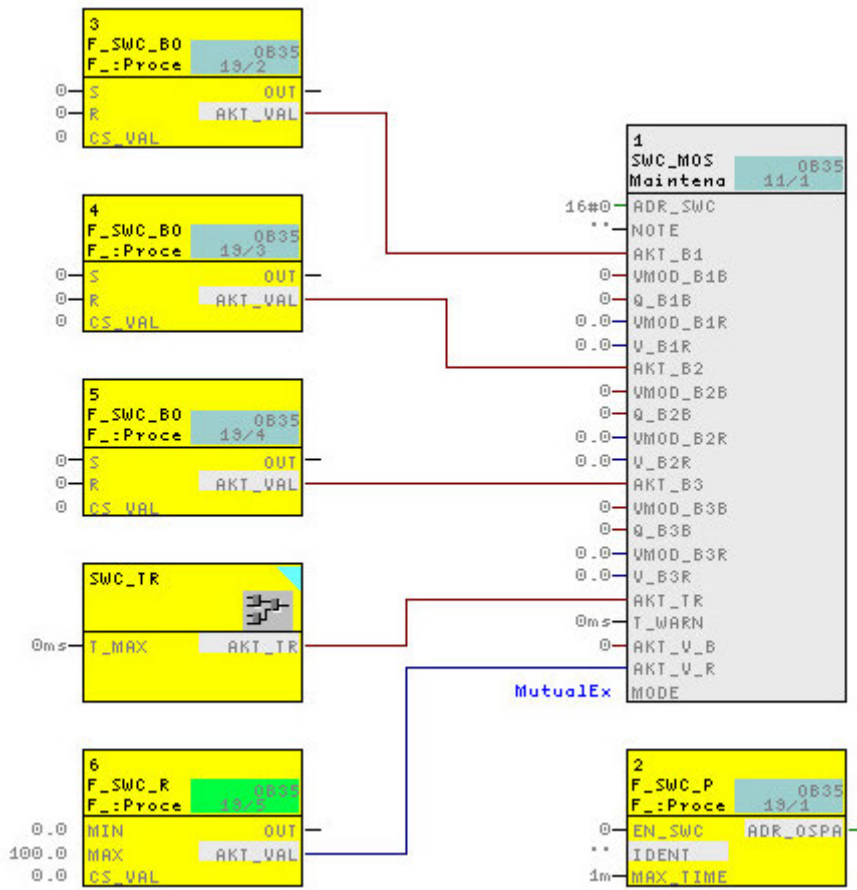 3
F_SWC_BO OB35
F_:Proce 19/2
0 S OUT
0 R AKT_VAL
0 CS_VAL
4
F_SWC_BO OB35
F_:Proce 19/3
0 S OUT
0 R AKT_VAL
0 CS_VAL
5
F_SWC_BO OB35
F_:Proce 19/4
0 S OUT
0 R AKT_VAL
0 CS_VAL
SWC_TR
0ms T_MAX AKT_TR
6
F_SWC_R OB35
F_:Proce 19/5
0.0 MIN OUT
100.0 MAX AKT_VAL
0.0 CS_VAL
1
SWC_MOS OB35
Maintena 11/1
16#0 ADR_SWC
'' NOTE
AKT_B1
0 VMOD_B1B
0 Q_B1B
0.0 VMOD_B1R
0.0 V_B1R
AKT_B2
0 VMOD_B2B
0 Q_B2B
0.0 VMOD_B2R
0.0 V_B2R
AKT_B3
0 VMOD_B3B
0 Q_B3B
0.0 VMOD_B3R
0.0 V_B3R
AKT_TR
0ms T_WARN
0 AKT_V_B
AKT_V_R
MutualEx MODE
2
F_SWC_P OB35
F_:Proce 19/1
0 EN_SWC ADR_OSPA
'' IDENT
1m MAX_TIME